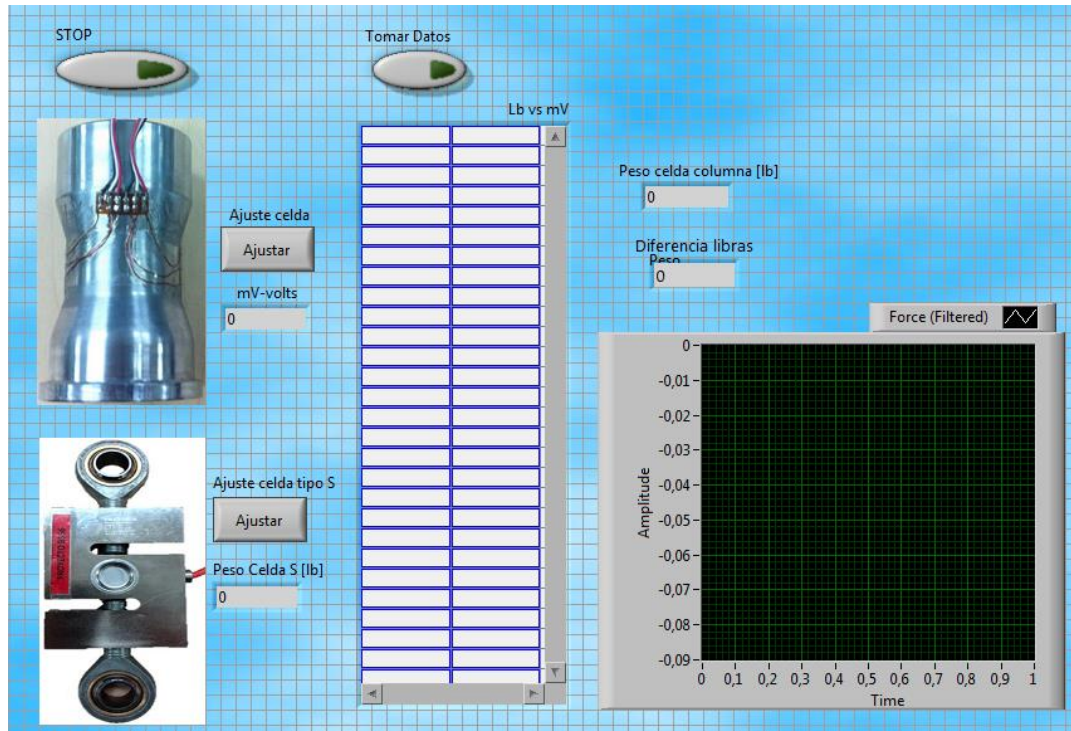 STOP
Tomar Datos
Lb vs mV
Peso celda columna [lb]
0
Ajuste celda
Ajustar
Diferencia libras
Peso
0
mV-volts
0
Force (Filtered)
0
-0,01
-0,02
-0,03
-0,04
-0,05
-0,06
-0,07
-0,08
-0,09
Amplitude
0 0,1 0,2 0,3 0,4 0,5 0,6 0,7 0,8 0,9 1
Time
Ajuste celda tipo S
Ajustar
Peso Celda S [lb]
0